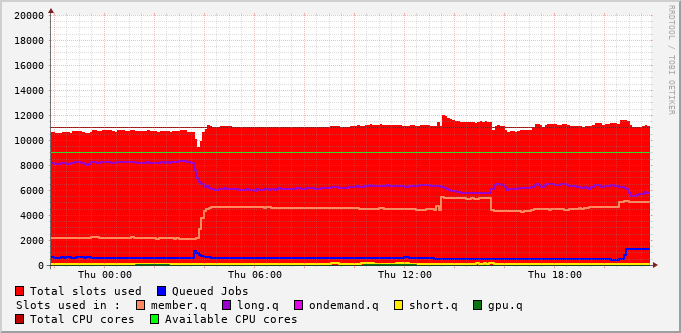 20000
18000
16000
14000
12000
10000
8000
6000
4000
2000
0
Thu 00:00 Thu 06:00 Thu 12:00 Thu 18:00
RRDTOOL / TOBI OETIKER
Total slots used Queued Jobs
Slots used in : member.q long.q ondemand.q short.q gpu.q
Total CPU cores Available CPU cores